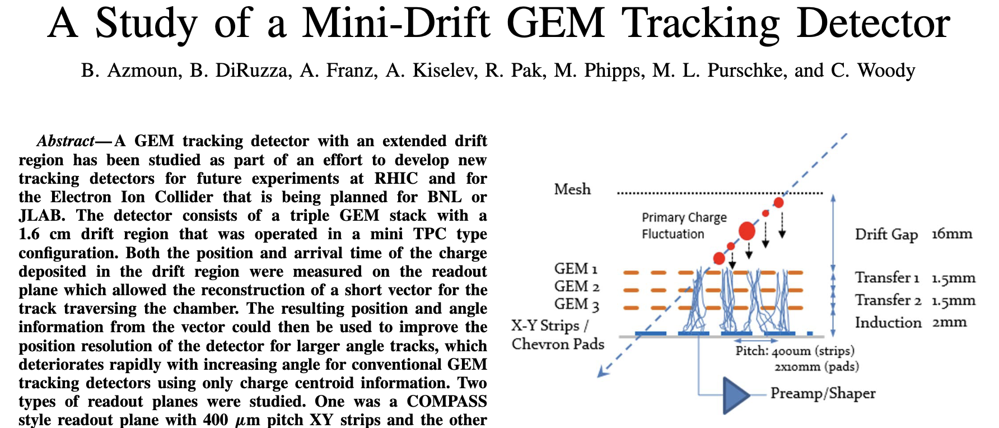 A Study of a Mini-Drift GEM Tracking Detector
B. Azmoun, B. DiRuzza, A. Franz, A. Kiselev, R. Pak, M. Phipps, M. L. Purschke, and C. Woody
Abstract—A GEM tracking detector with an extended drift
region has been studied as part of an effort to develop new
tracking detectors for future experiments at RHIC and for
the Electron Ion Collider that is being planned for BNL or
JLAB. The detector consists of a triple GEM stack with a
1.6 cm drift region that was operated in a mini TPC type
configuration. Both the position and arrival time of the charge
deposited in the drift region were measured on the readout
plane which allowed the reconstruction of a short vector for the
track traversing the chamber. The resulting position and angle
information from the vector could then be used to improve the
position resolution of the detector for larger angle tracks, which
deteriorates rapidly with increasing angle for conventional GEM
tracking detectors using only charge centroid information. Two
types of readout planes were studied. One was a COMPASS
style readout plane with 400 μm pitch XY strips and the other
Mesh
Primary Charge
Fluctuation
Drift Gap 16mm
GEM 1
GEM 2
GEM 3
Transfer 1 1.5mm
Transfer 2 1.5mm
Induction 2mm
X-Y Strips /
Chevron Pads
Pitch: 400um (strips)
2x10mm (pads)
Preamp/Shaper